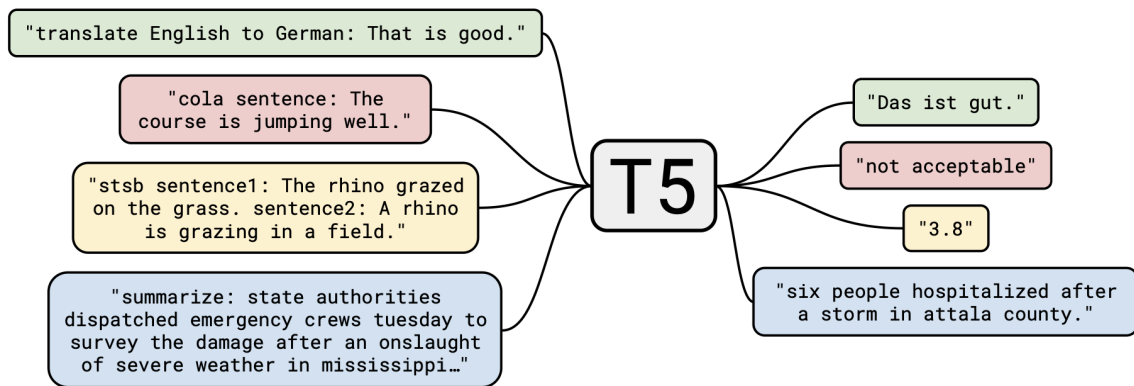 "translate English to German: That is good."
"cola sentence: The
course is jumping well."
"stsb sentence1: The rhino grazed
on the grass. sentence2: A rhino
is grazing in a field."
"summarize: state authorities
dispatched emergency crews tuesday to
survey the damage after an onslaught
of severe weather in mississippi…"
T5
"Das ist gut."
"not acceptable"
"3.8"
"six people hospitalized after
a storm in attala county."